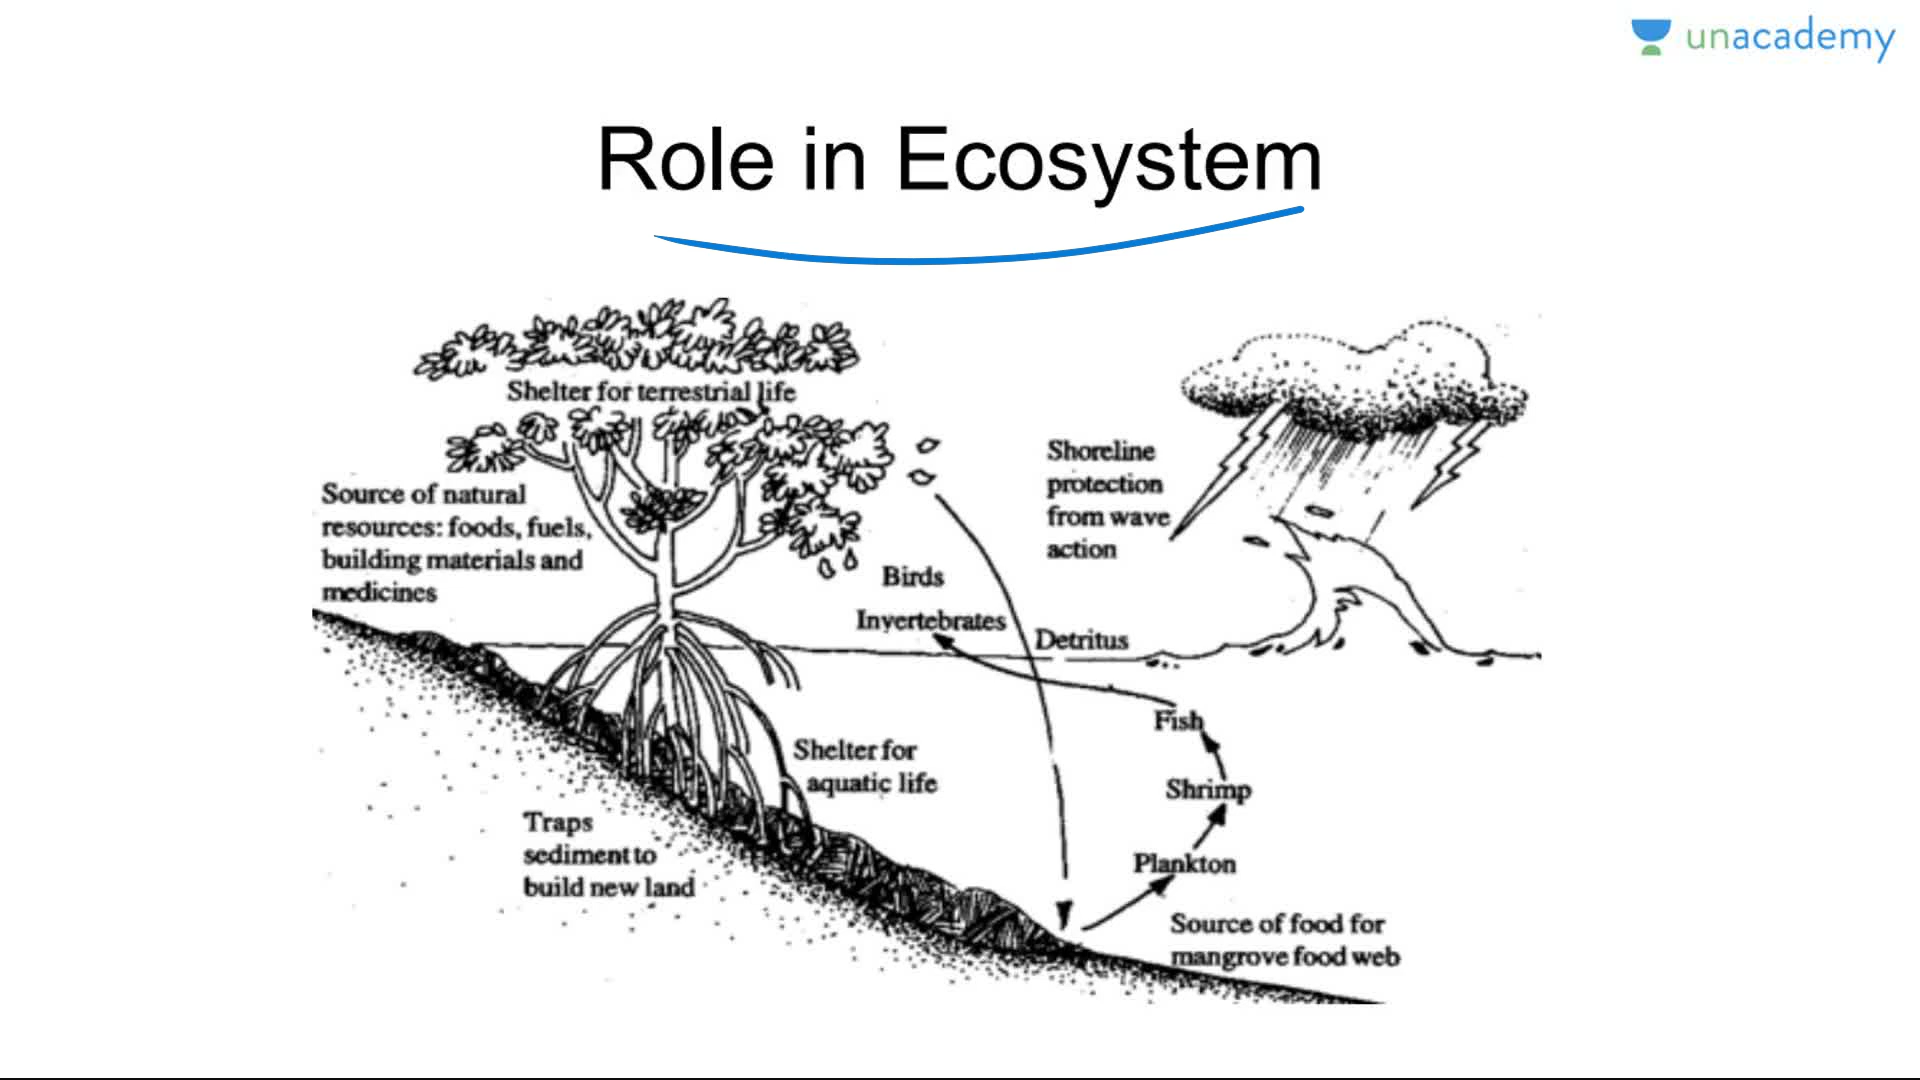 unacademy
Role in Ecosystem
Shelter for terrestrial life
Source of natural
resources: foods, fuels,
building materials and
medicines
Shoreline
protection
from wave
action
Birds
Invertebrates
Detritus
Fish
Shelter for
aquatic life
Shrimp
Traps
sediment to
build new land
Plankton
Source of food for
mangrove food web